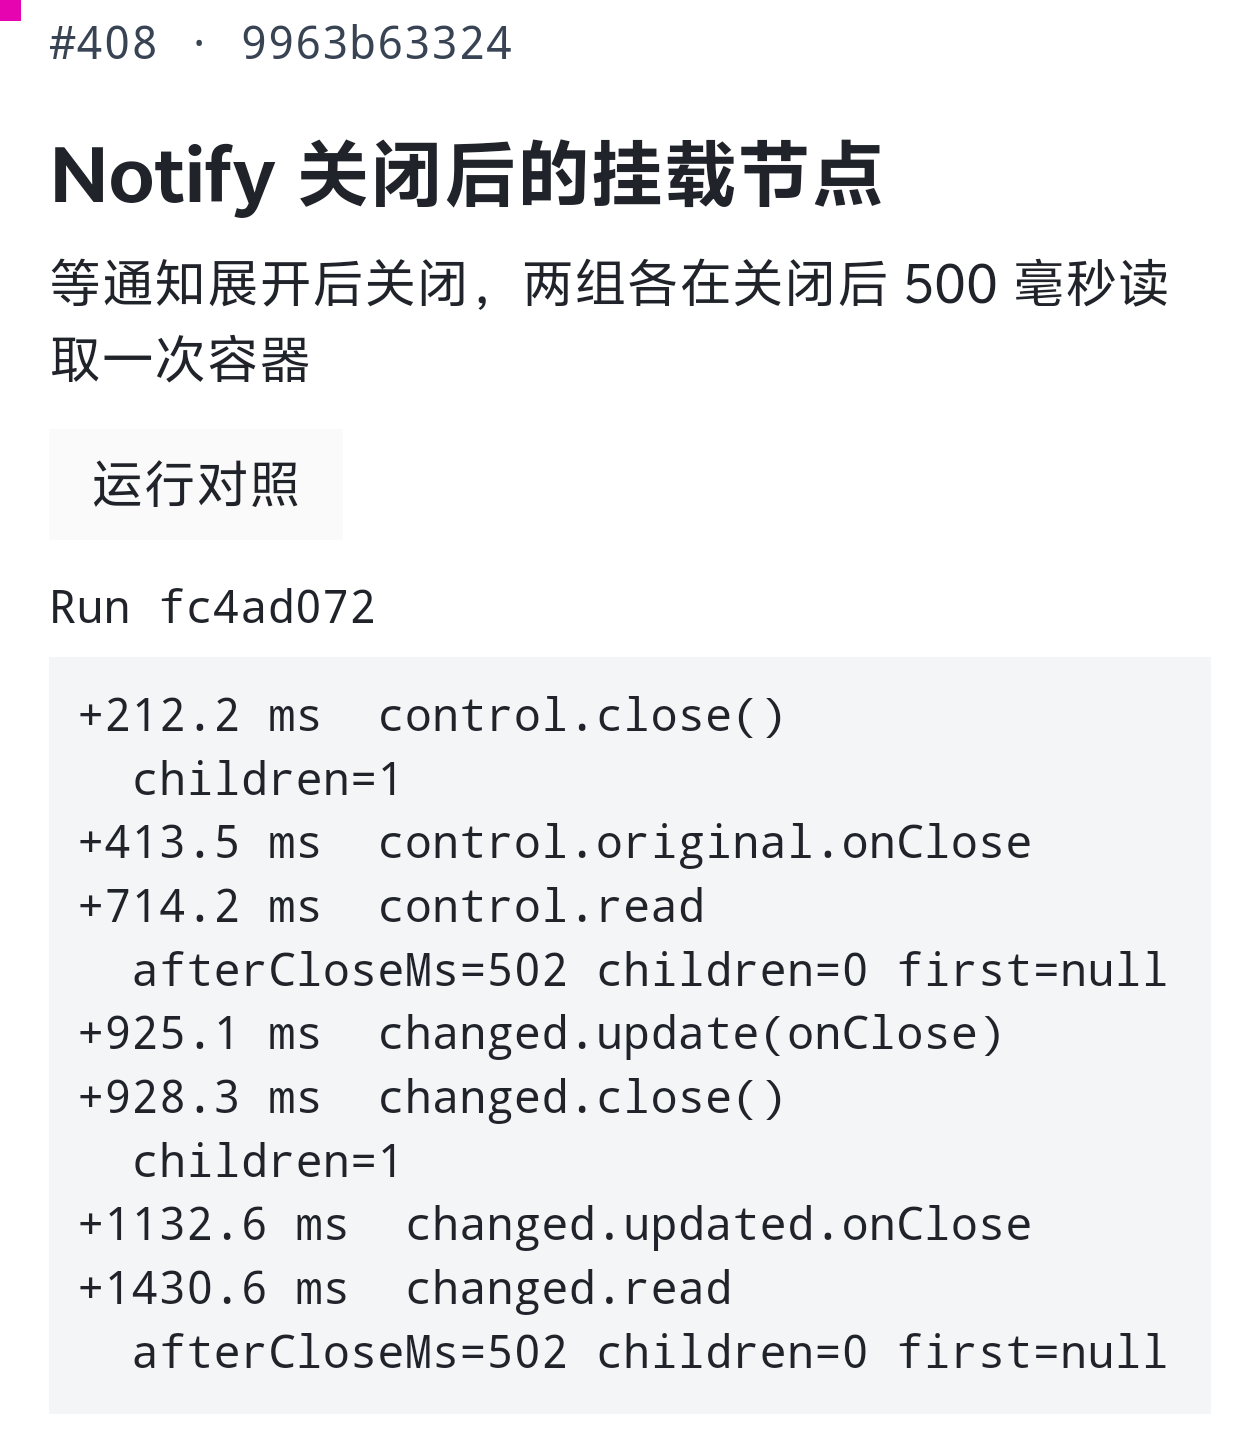 #408 · 9963b63324
Notify 关闭后的挂载节点
等通知展开后关闭，两组各在关闭后 500 毫秒读
取一次容器
运行对照
Run fc4ad072
+212.2 ms  control.close()
  children=1
+413.5 ms  control.original.onClose
+714.2 ms  control.read
  afterCloseMs=502 children=0 first=null
+925.1 ms  changed.update(onClose)
+928.3 ms  changed.close()
  children=1
+1132.6 ms  changed.updated.onClose
+1430.6 ms  changed.read
  afterCloseMs=502 children=0 first=null